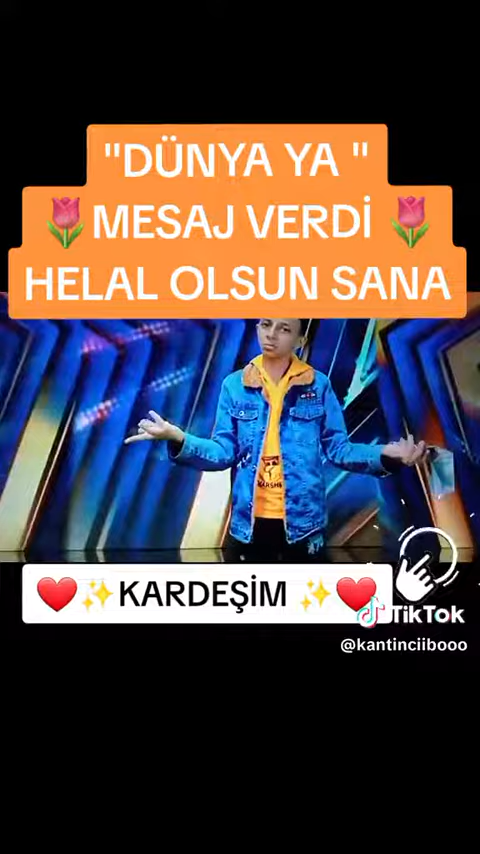 "DÜNYA YA "
🌷 MESAJ VERDİ 🌷
HELAL OLSUN SANA
❤️✨KARDEŞİM ✨❤️
TikTok
@kantinciibooo